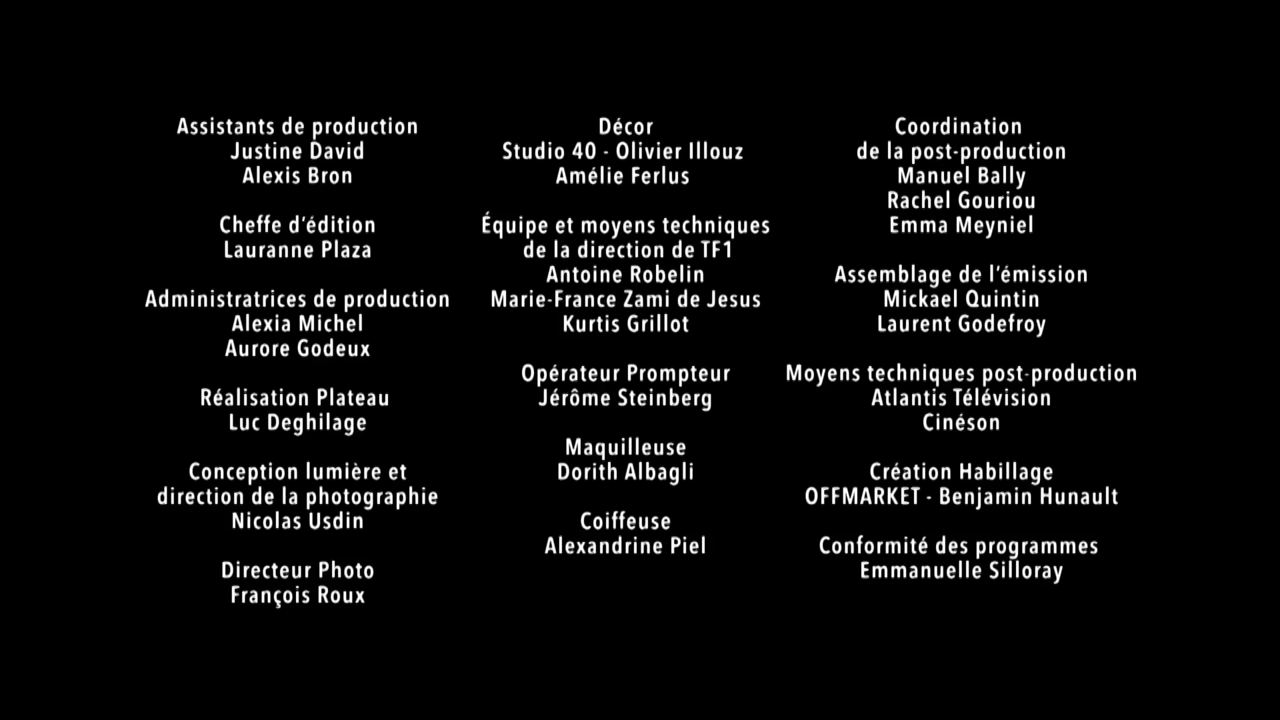 Assistants de production
Justine David
Alexis Bron
Cheffe d'édition
Lauranne Plaza
Administratrices de production
Alexia Michel
Aurore Godeux
Réalisation Plateau
Luc Deghilage
Conception lumière et
direction de la photographie
Nicolas Usdin
Directeur Photo
François Roux
Décor
Studio 40 - Olivier Illouz
Amélie Ferlus
Équipe et moyens techniques
de la direction de TF1
Antoine Robelin
Marie-France Zami de Jesus
Kurtis Grillot
Opérateur Prompteur
Jérôme Steinberg
Maquilleuse
Dorith Albagli
Coiffeuse
Alexandrine Piel
Coordination
de la post-production
Manuel Bally
Rachel Gouriou
Emma Meyniel
Assemblage de l'émission
Mickael Quintin
Laurent Godefroy
Moyens techniques post-production
Atlantis Télévision
Cinéson
Création Habillage
OFFMARKET - Benjamin Hunault
Conformité des programmes
Emmanuelle Silloray